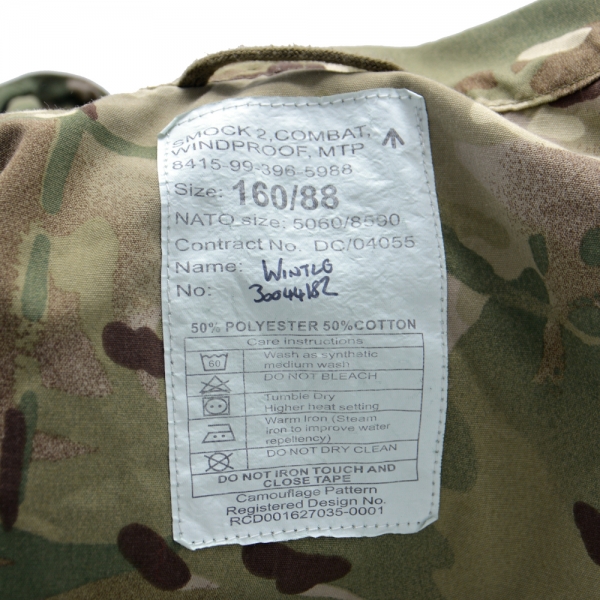 SMOCK 2, COMBAT,
WINDPROOF, MTP
8415-99-396-5988
Size: 160/88
NATO size: 5060/8590
Contract No. DC/04055
Name:
No: 30044182
50% POLYESTER 50%COTTON
Care instructions
60 Wash as synthetic
medium wash
DO NOT BLEACH
Tumble Dry
Higher heat setting
Warm Iron (Steam
iron to improve water
repellency)
DO NOT DRY CLEAN
DO NOT IRON TOUCH AND
CLOSE TAPE
Camouflage Pattern
Registered Design No.
RCD001627035-0001